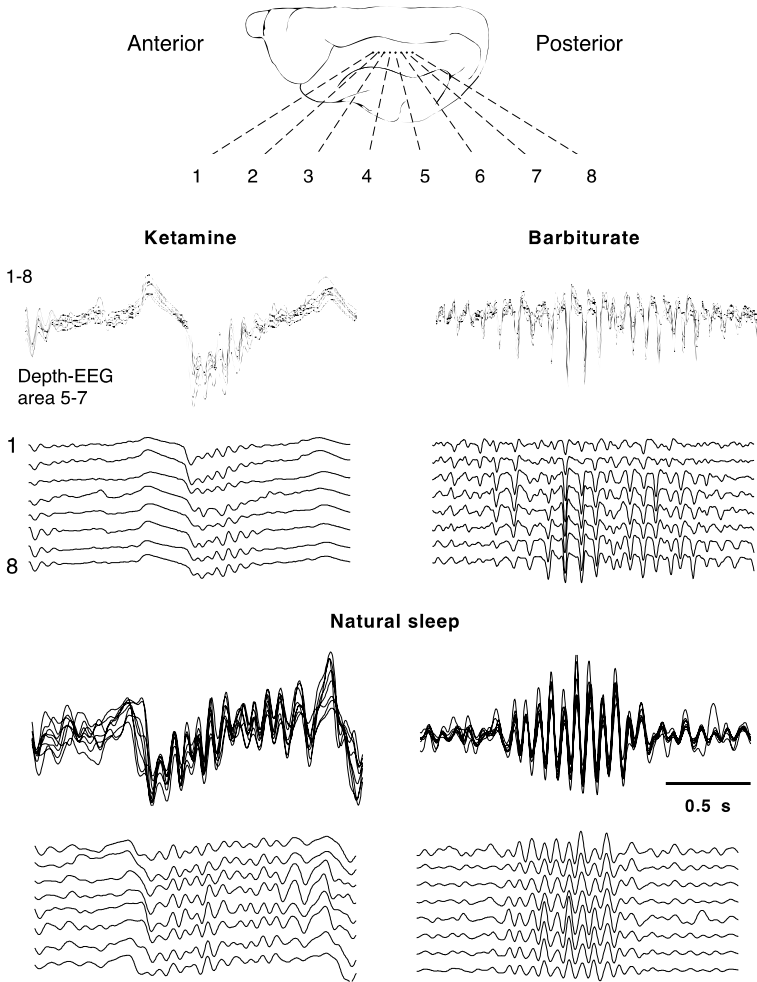 Anterior Posterior
1 2 3 4 5 6 7 8
Ketamine Barbiturate
1-8
Depth-EEG
area 5-7
1
8
Natural sleep
0.5 s